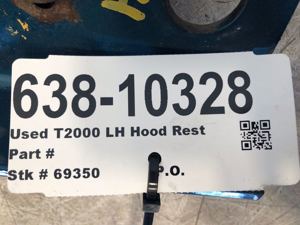 638-10328
Used T2000 LH Hood Rest
Part #
Stk # 69350 P.O.